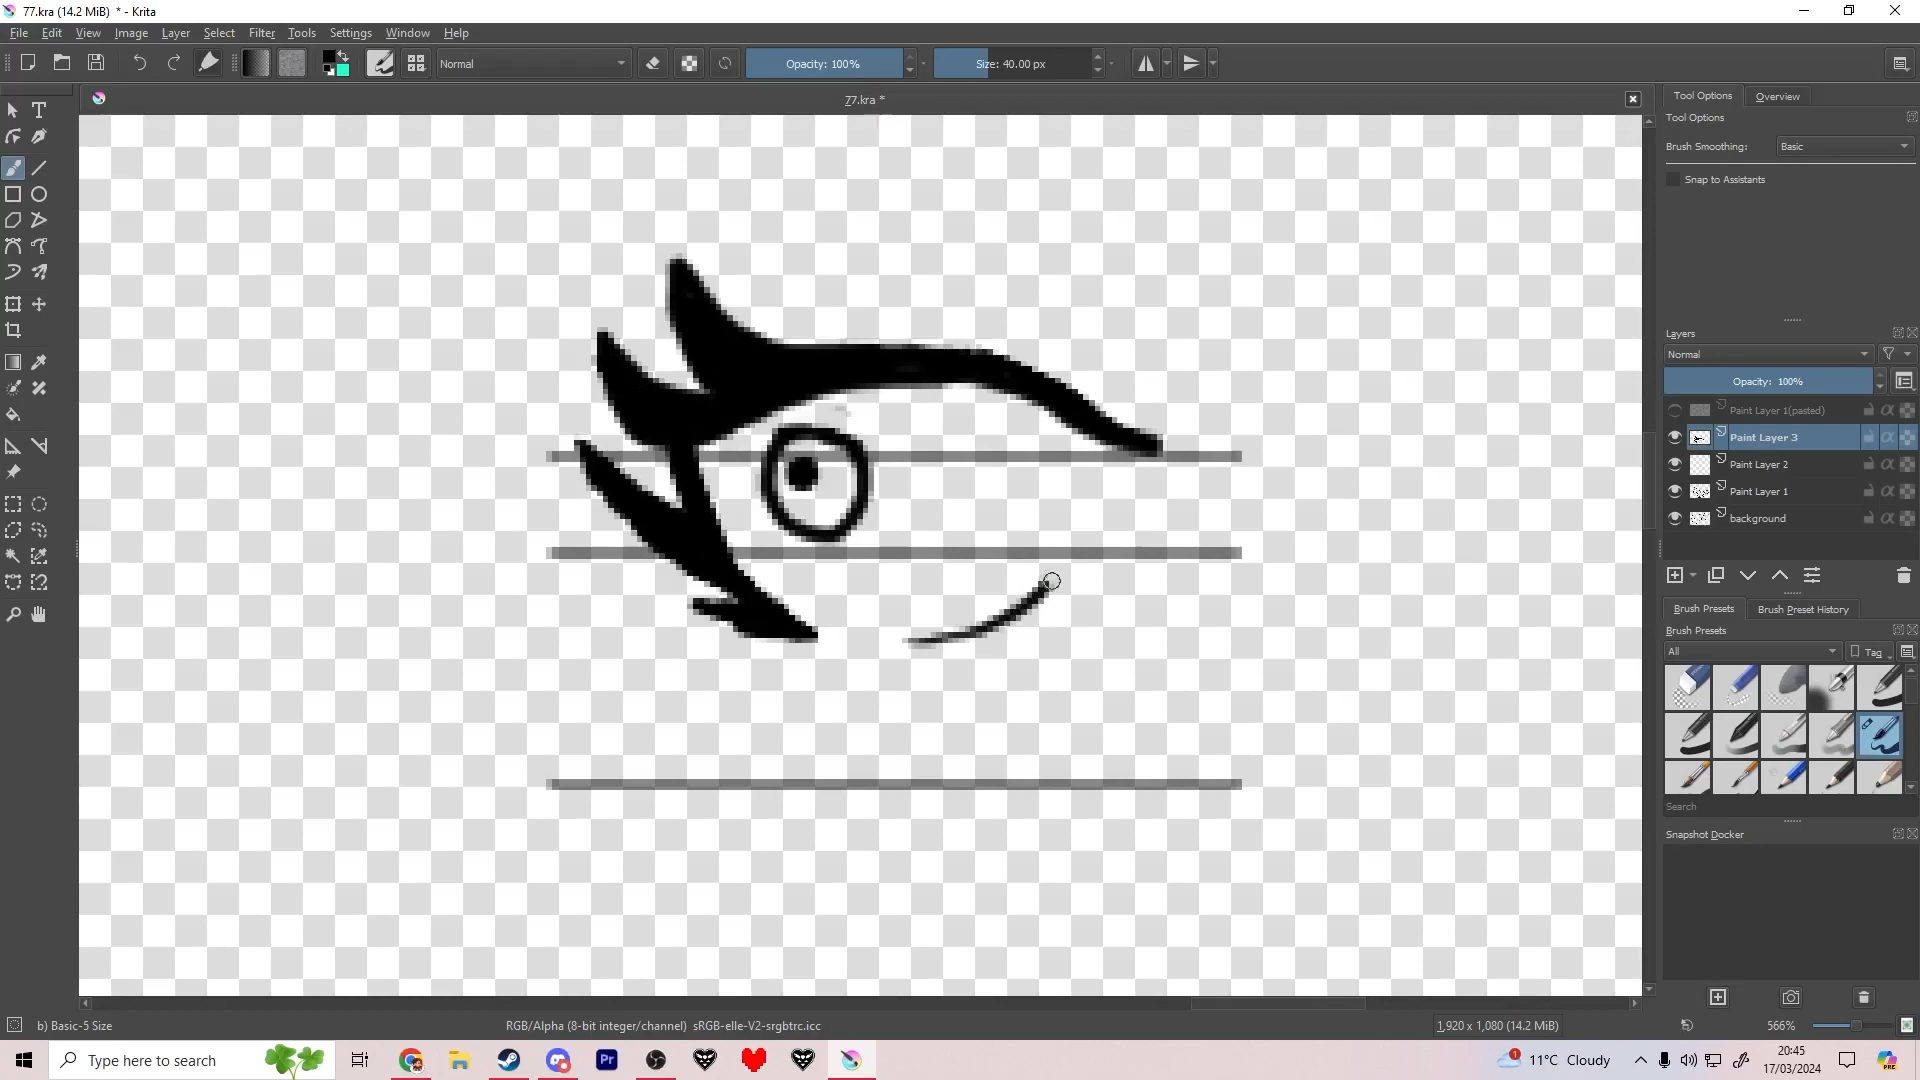 77.kra (14.2 MiB) * - Krita
File Edit View Image Layer Select Filter Tools Settings Window Help
Normal
Opacity: 100%
Size: 40.00 px
77.kra *
Tool Options Overview
Tool Options
Brush Smoothing: Basic
Snap to Assistants
Layers
Normal
Opacity: 100%
Paint Layer 1(pasted)
Paint Layer 3
Paint Layer 2
Paint Layer 1
background
Brush Presets Brush Preset History
Brush Presets
All Tag
Search
Snapshot Docker
b) Basic-5 Size
RGB/Alpha (8-bit integer/channel) sRGB-elle-V2-srgbtrc.icc
1,920 x 1,080 (14.2 MiB)
566%
Type here to search
Pr
1
11°C Cloudy
20:45
17/03/2024
PRE